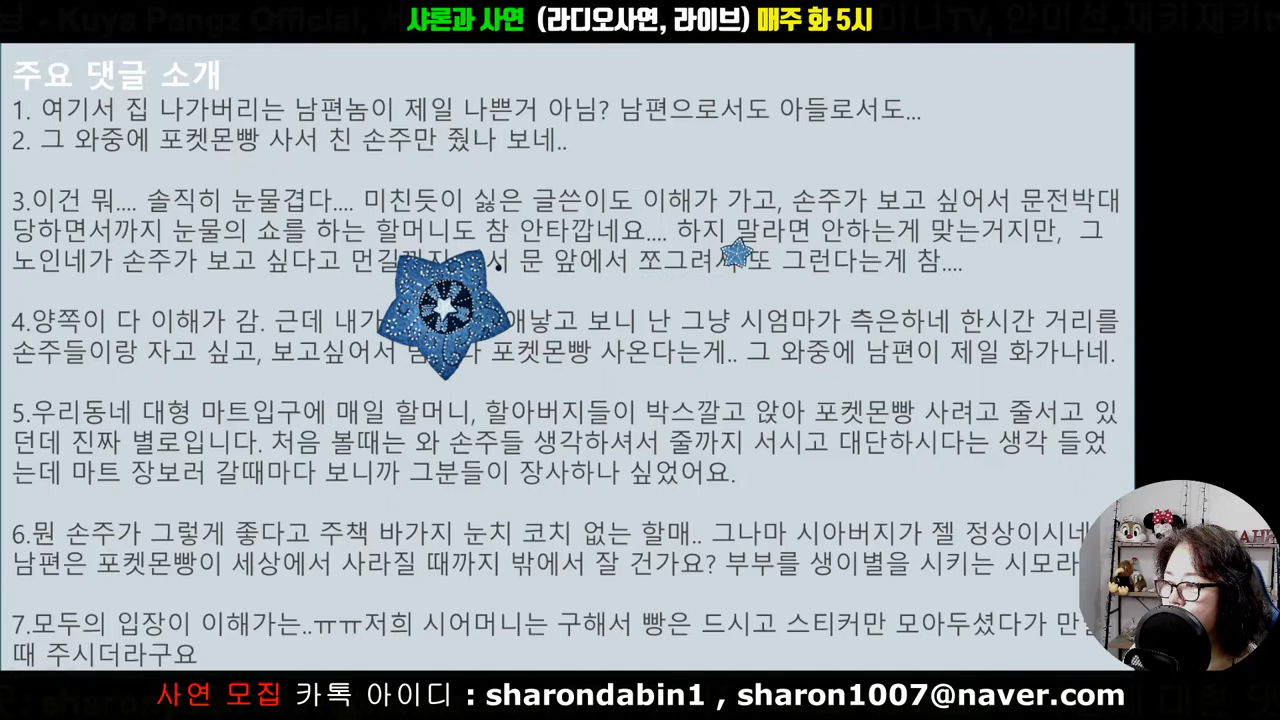 샤론과 사연 (라디오사연, 라이브) 매주 화 5시
주요 댓글 소개
1. 여기서 집 나가버리는 남편놈이 제일 나쁜거 아님? 남편으로서도 아들로서도...
2. 그 와중에 포켓몬빵 사서 친 손주만 줬나 보네..
3.이건 뭐.... 솔직히 눈물겹다.... 미친듯이 싫은 글쓴이도 이해가 가고, 손주가 보고 싶어서 문전박대
당하면서까지 눈물의 쇼를 하는 할머니도 참 안타깝네요.... 하지 말라면 안하는게 맞는거지만, 그
노인네가 손주가 보고 싶다고 문 앞에서 또 그런다는게 참....
4.양쪽이 다 이해가 감. 근데 내가 애낳고 보니 난 그냥 시엄마가 측은하네 한시간 거리를
손주들이랑 자고 싶고, 보고싶어서 포켓몬빵 사온다는게.. 그 와중에 남편이 제일 화가나네.
5.우리동네 대형 마트입구에 매일 할머니, 할아버지들이 박스깔고 앉아 포켓몬빵 사려고 줄서고 있
던데 진짜 별로입니다. 처음 볼때는 와 손주들 생각하셔서 줄까지 서시고 대단하시다는 생각 들었
는데 마트 장보러 갈때마다 보니까 그분들이 장사하나 싶었어요.
6.뭔 손주가 그렇게 좋다고 주책 바가지 눈치 코치 없는 할매.. 그나마 시아버지가 젤 정상이시네
남편은 포켓몬빵이 세상에서 사라질 때까지 밖에서 잘 건가요? 부부를 생이별을 시키는 시모라
7.모두의 입장이 이해가는..ㅠㅠ저희 시어머니는 구해서 빵은 드시고 스티커만 모아두셨다가
때 주시더라구요
사연 모집 카톡 아이디 : sharondabin1 , sharon1007@naver.com